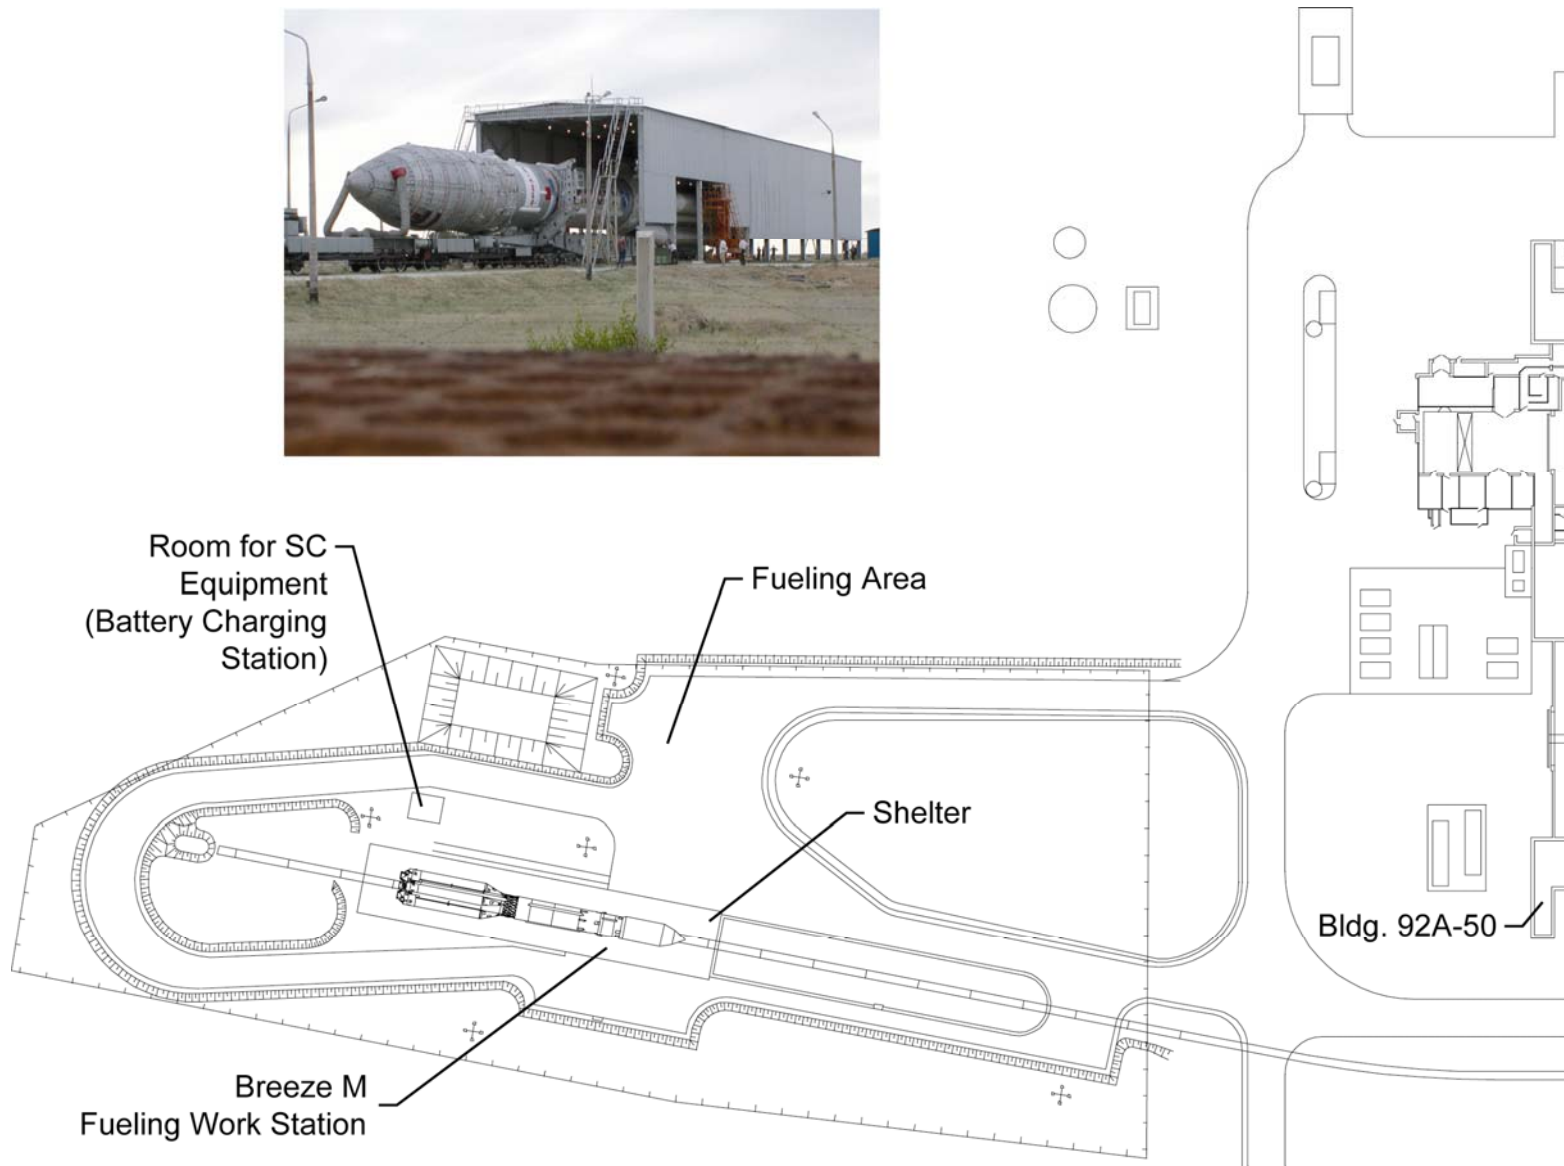 Room for SC
Equipment
(Battery Charging
Station)
Fueling Area
Shelter
Bldg. 92A-50
Breeze M
Fueling Work Station